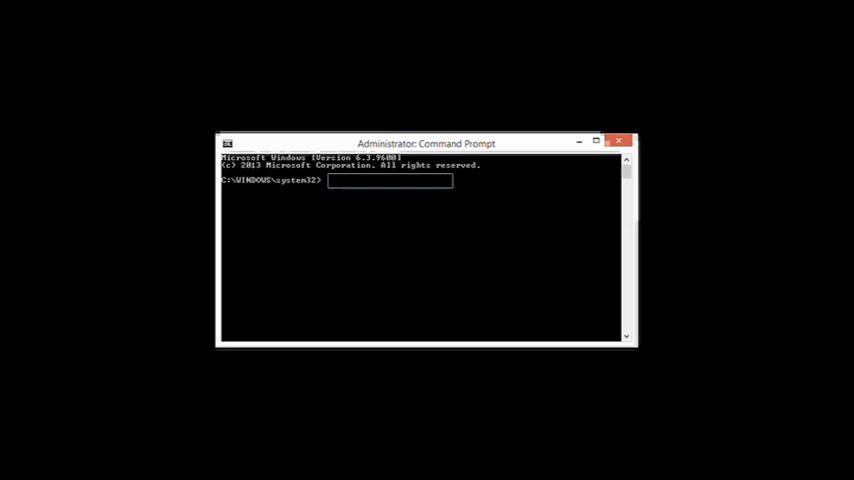 Administrator: Command Prompt
Microsoft Windows [Version 6.3.9600]
(c) 2013 Microsoft Corporation. All rights reserved.
C:\WINDOWS\system32>